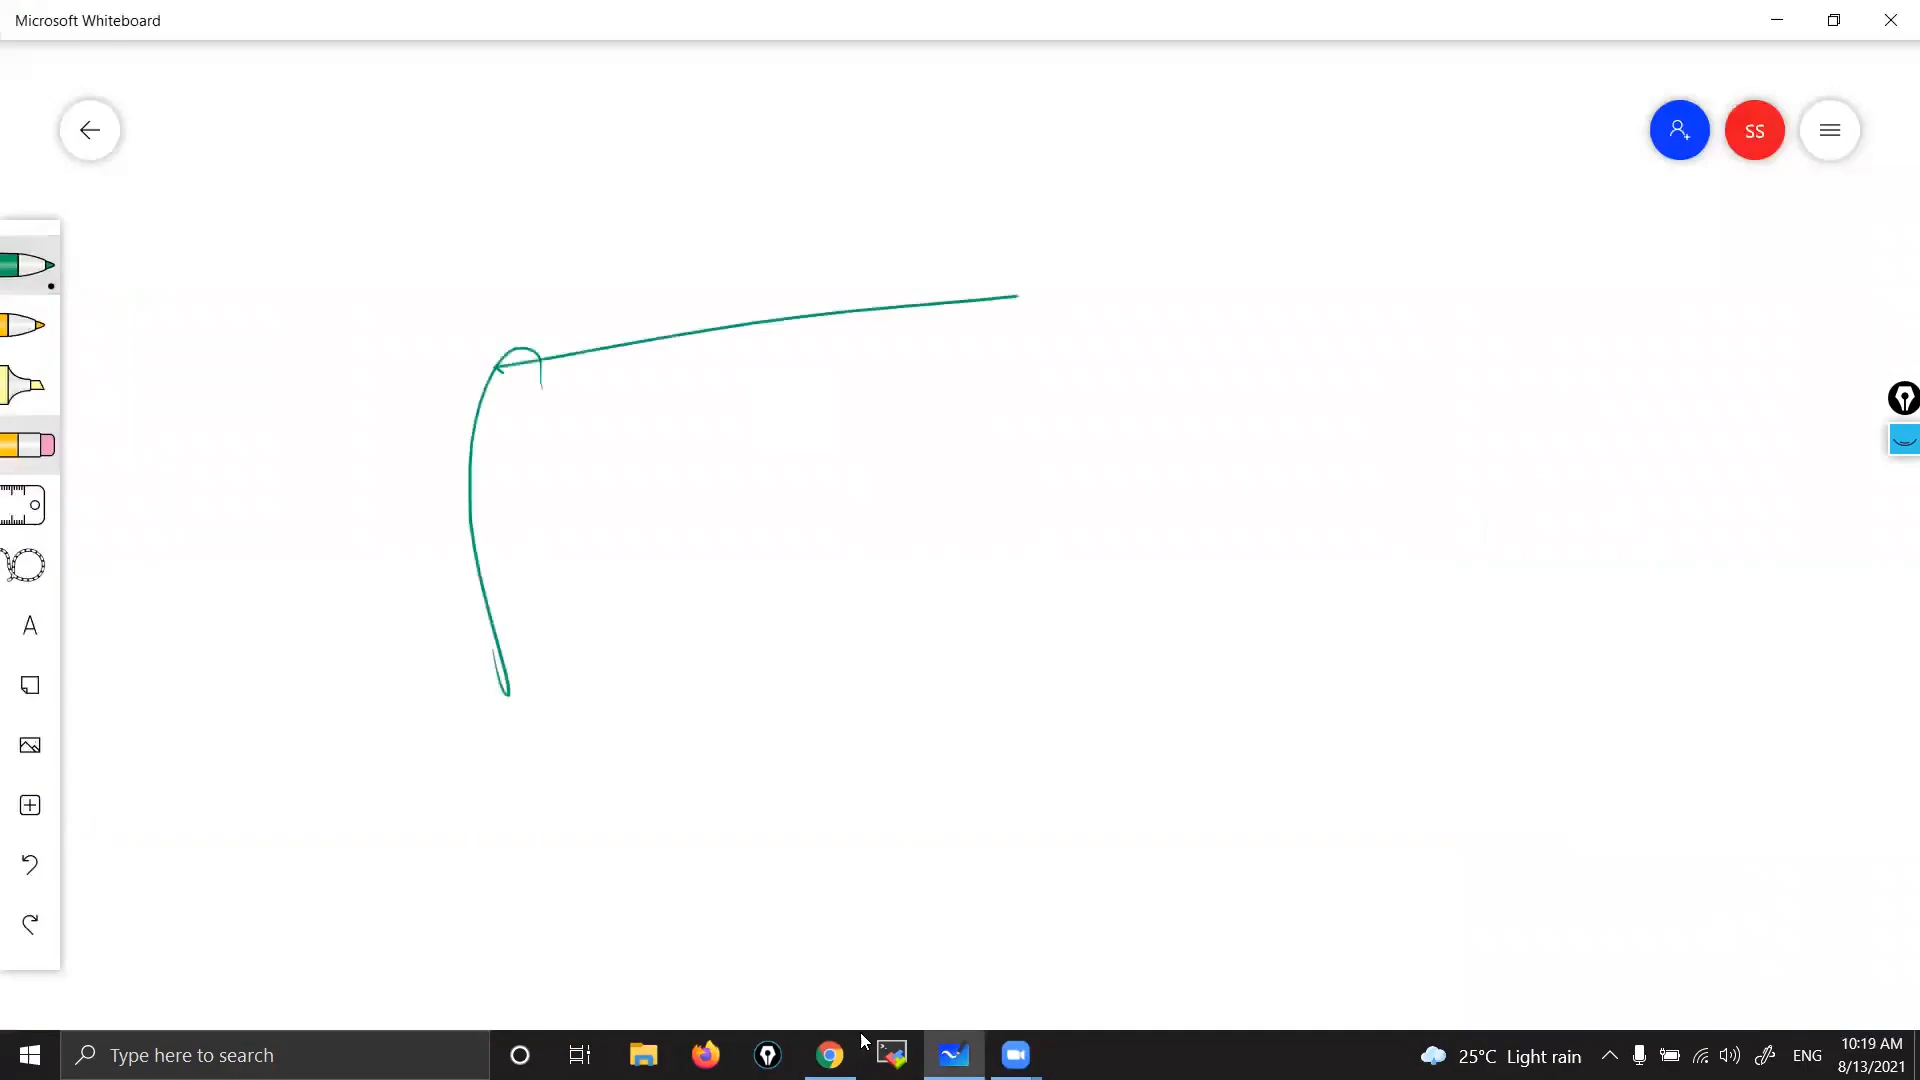 Microsoft Whiteboard
SS
A
Type here to search
25°C Light rain
ENG
10:19 AM
8/13/2021